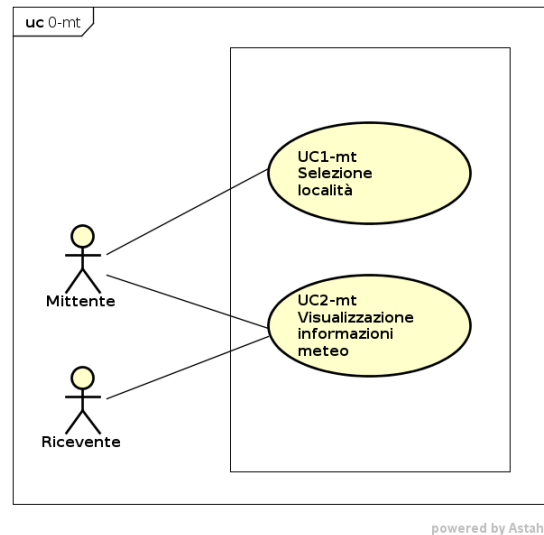 uc 0-mt
UC1-mt
Selezione
località
Mittente
UC2-mt
Visualizzazione
informazioni
meteo
Ricevente
powered by Astah